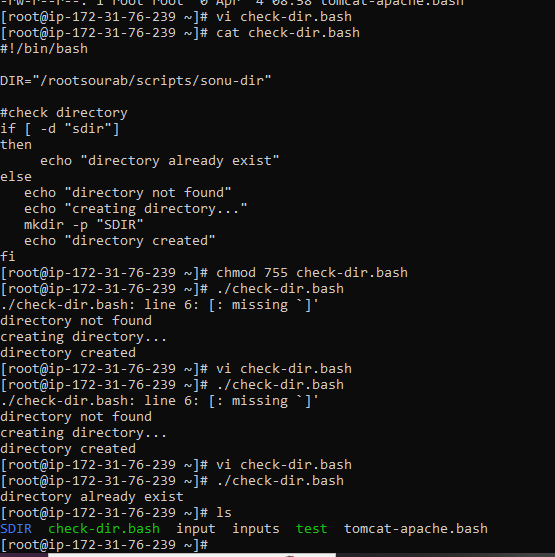 -rw-r--r--. 1 root root 0 Apr 4 08:58 tomcat-apache.bash
[root@ip-172-31-76-239 ~]# vi check-dir.bash
[root@ip-172-31-76-239 ~]# cat check-dir.bash
#!/bin/bash
DIR="/rootsourab/scripts/sonu-dir"
#check directory
if [ -d "sdir"]
then
     echo "directory already exist"
else
   echo "directory not found"
   echo "creating directory..."
   mkdir -p "SDIR"
   echo "directory created"
fi
[root@ip-172-31-76-239 ~]# chmod 755 check-dir.bash
[root@ip-172-31-76-239 ~]# ./check-dir.bash
./check-dir.bash: line 6: [: missing `]'
directory not found
creating directory...
directory created
[root@ip-172-31-76-239 ~]# vi check-dir.bash
[root@ip-172-31-76-239 ~]# ./check-dir.bash
./check-dir.bash: line 6: [: missing `]'
directory not found
creating directory...
directory created
[root@ip-172-31-76-239 ~]# vi check-dir.bash
[root@ip-172-31-76-239 ~]# ./check-dir.bash
directory already exist
[root@ip-172-31-76-239 ~]# ls
SDIR  check-dir.bash  input  inputs  test  tomcat-apache.bash
[root@ip-172-31-76-239 ~]#